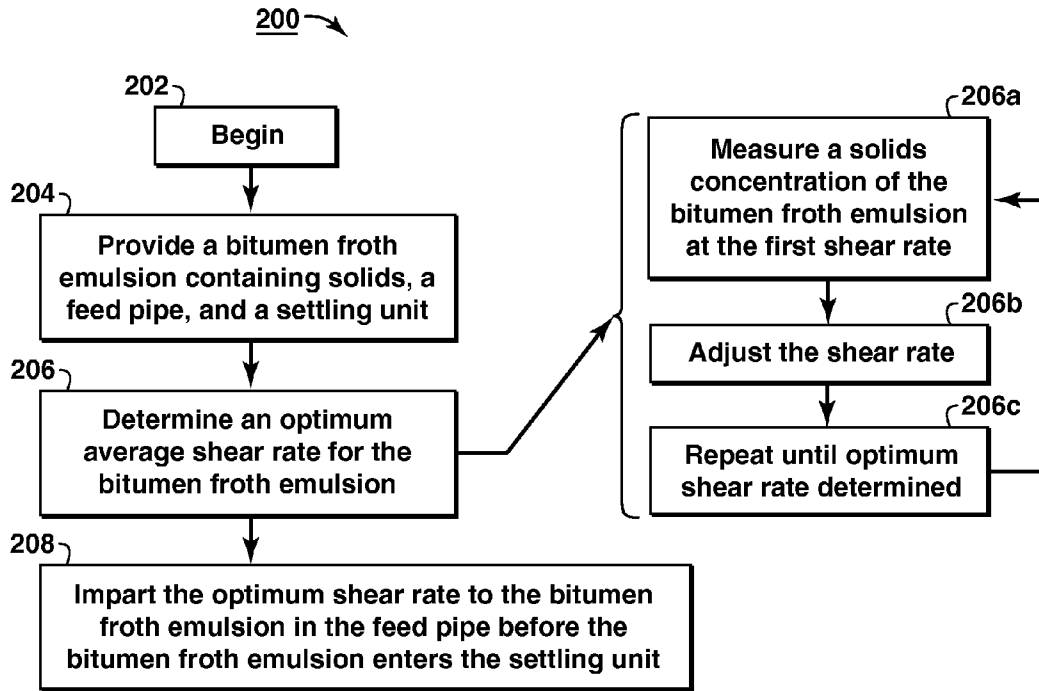 200
202
Begin
204
Provide a bitumen froth
emulsion containing solids, a
feed pipe, and a settling unit
206
Determine an optimum
average shear rate for the
bitumen froth emulsion
208
Impart the optimum shear rate to the bitumen
froth emulsion in the feed pipe before the
bitumen froth emulsion enters the settling unit
206a
Measure a solids
concentration of the
bitumen froth emulsion
at the first shear rate
206b
Adjust the shear rate
206c
Repeat until optimum
shear rate determined